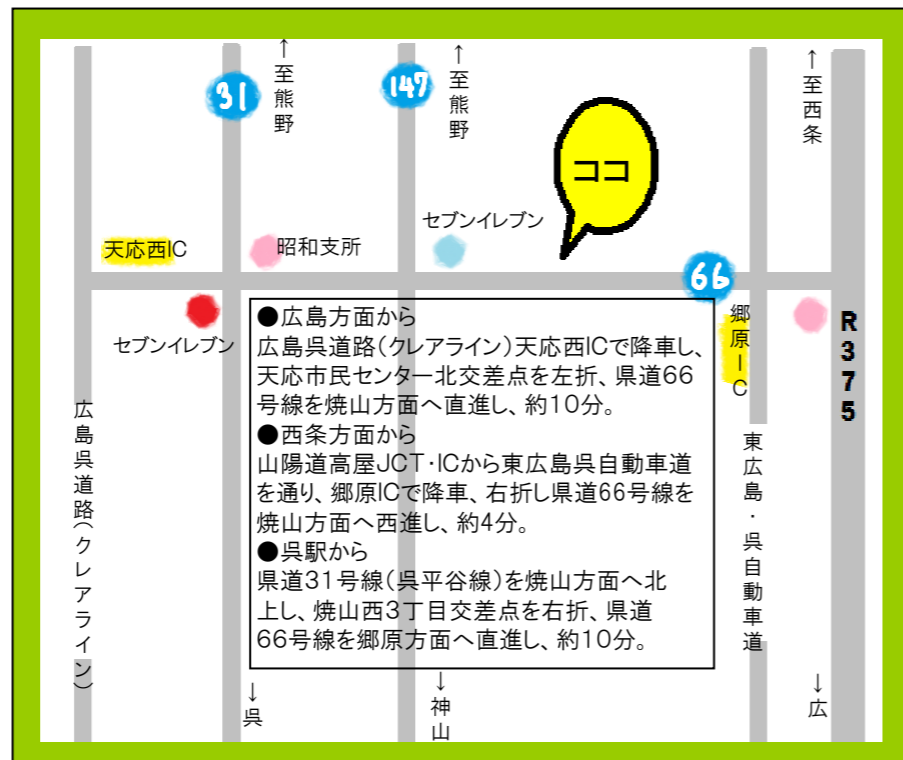 ↑至熊野
↑至熊野
↑至西条
31
147
ココ
セブンイレブン
天応西IC
昭和支所
66
セブンイレブン
郷原IC
R375
●広島方面から
広島呉道路(クレアライン)天応西ICで降車し、
天応市民センター北交差点を左折、県道66
号線を焼山方面へ直進し、約10分。
●西条方面から
山陽道高屋JCT・ICから東広島呉自動車道
を通り、郷原ICで降車、右折し県道66号線を
焼山方面へ西進し、約4分。
●呉駅から
県道31号線(呉平谷線)を焼山方面へ北
上し、焼山西3丁目交差点を右折、県道
66号線を郷原方面へ直進し、約10分。
広島呉道路(クレアライン)
東広島・呉自動車道
↓呉
↓神山
↓広